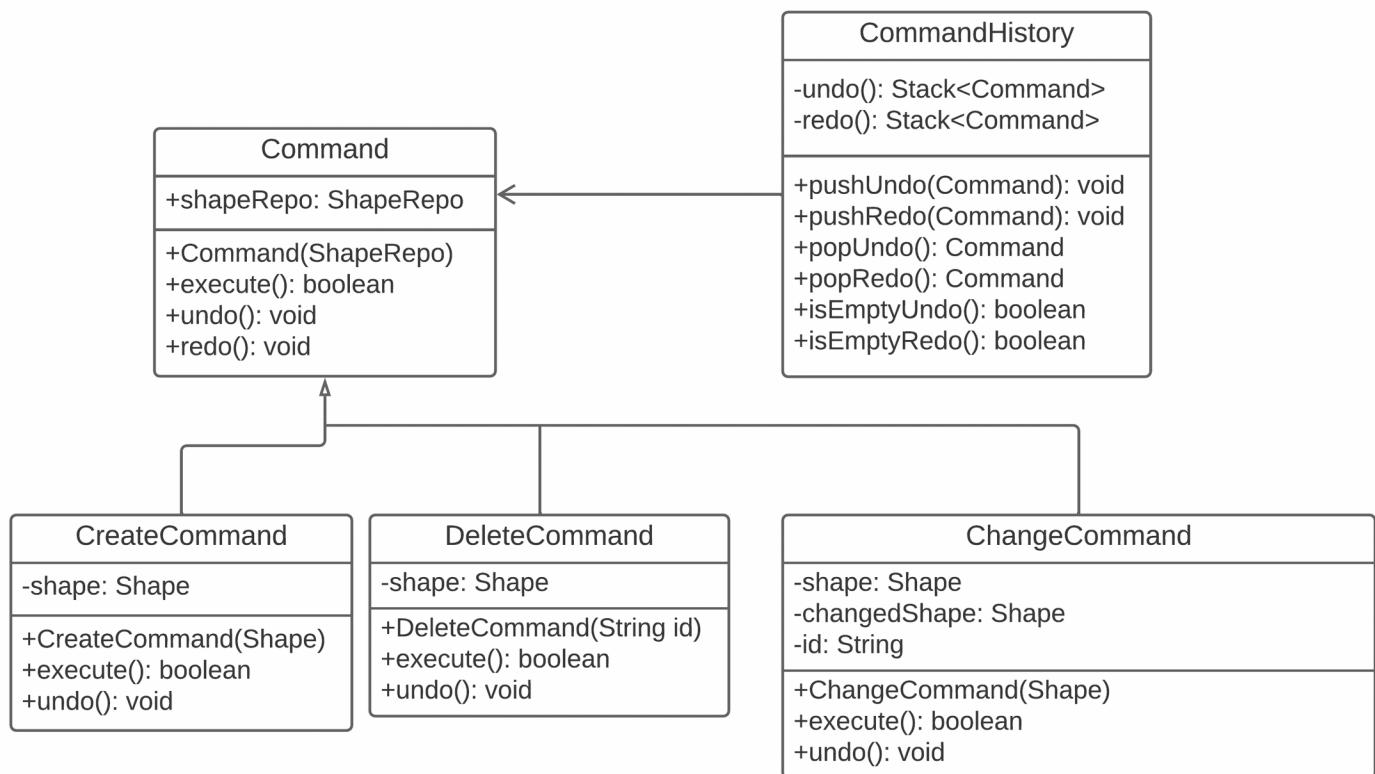 CommandHistory
-undo(): Stack<Command>
-redo(): Stack<Command>
+pushUndo(Command): void
+pushRedo(Command): void
+popUndo(): Command
+popRedo(): Command
+isEmptyUndo(): boolean
+isEmptyRedo(): boolean
Command
+shapeRepo: ShapeRepo
+Command(ShapeRepo)
+execute(): boolean
+undo(): void
+redo(): void
CreateCommand
-shape: Shape
+CreateCommand(Shape)
+execute(): boolean
+undo(): void
DeleteCommand
-shape: Shape
+DeleteCommand(String id)
+execute(): boolean
+undo(): void
ChangeCommand
-shape: Shape
-changedShape: Shape
-id: String
+ChangeCommand(Shape)
+execute(): boolean
+undo(): void